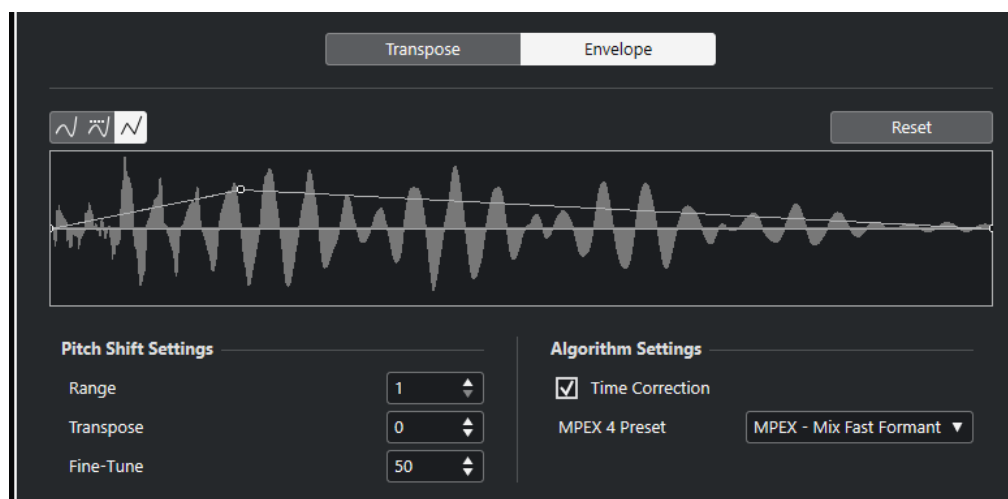 Transpose Envelope
Reset
Pitch Shift Settings
Range 1
Transpose 0
Fine-Tune 50
Algorithm Settings
Time Correction
MPEX 4 Preset MPEX - Mix Fast Formant